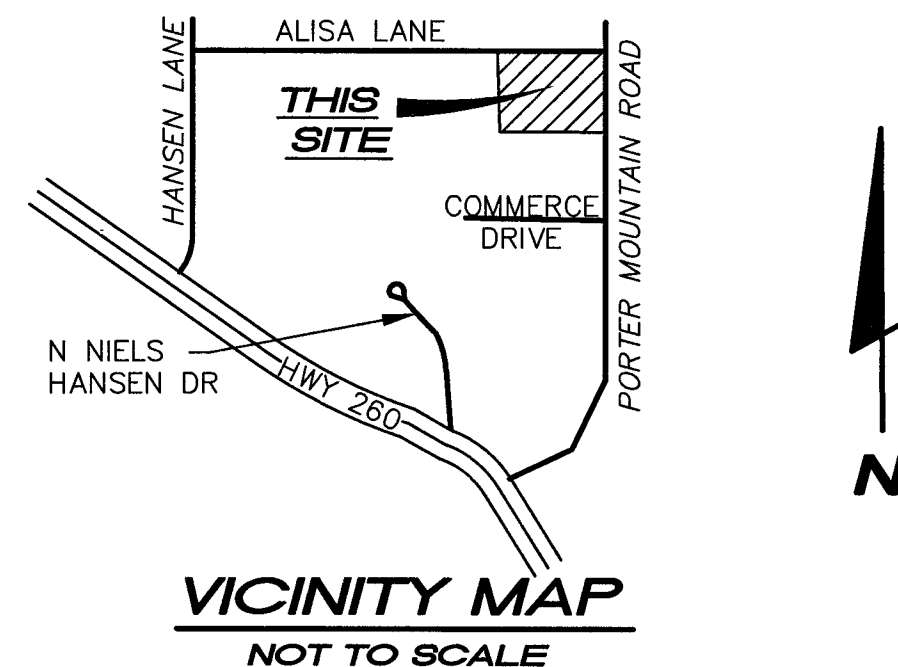 ALISA LANE
HANSEN LANE
THIS
SITE
PORTER MOUNTAIN ROAD
COMMERCE
DRIVE
N NIELS
HANSEN DR
HWY 260
N
VICINITY MAP
NOT TO SCALE